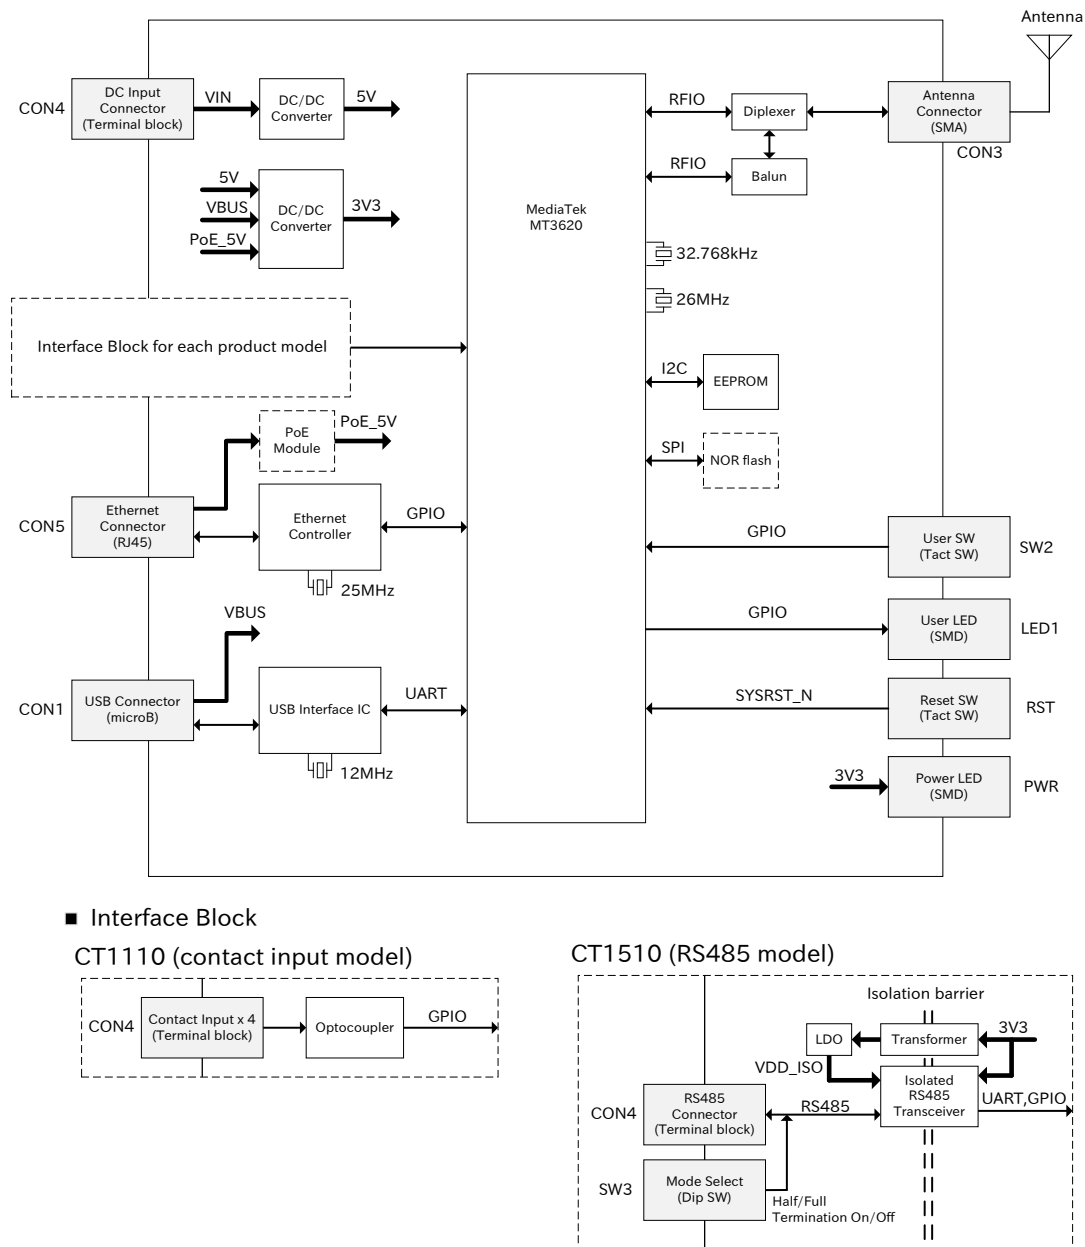 Antenna
CON4
DC Input
Connector
(Terminal block)
VIN
DC/DC
Converter
5V
5V
VBUS
PoE_5V
DC/DC
Converter
3V3
Interface Block for each product model
PoE
Module
PoE_5V
CON5
Ethernet
Connector
(RJ45)
Ethernet
Controller
GPIO
25MHz
VBUS
CON1
USB Connector
(microB)
USB Interface IC
UART
12MHz
MediaTek
MT3620
RFIO
Diplexer
Antenna
Connector
(SMA)
CON3
RFIO
Balun
32.768kHz
26MHz
I2C
EEPROM
SPI
NOR flash
GPIO
User SW
(Tact SW)
SW2
GPIO
User LED
(SMD)
LED1
SYSRST_N
Reset SW
(Tact SW)
RST
3V3
Power LED
(SMD)
PWR
■ Interface Block
CT1110 (contact input model)
CON4
Contact Input x 4
(Terminal block)
Optocoupler
GPIO
CT1510 (RS485 model)
Isolation barrier
LDO
Transformer
3V3
VDD_ISO
Isolated
RS485
Transceiver
UART,GPIO
CON4
RS485
Connector
(Terminal block)
RS485
SW3
Mode Select
(Dip SW)
Half/Full
Termination On/Off